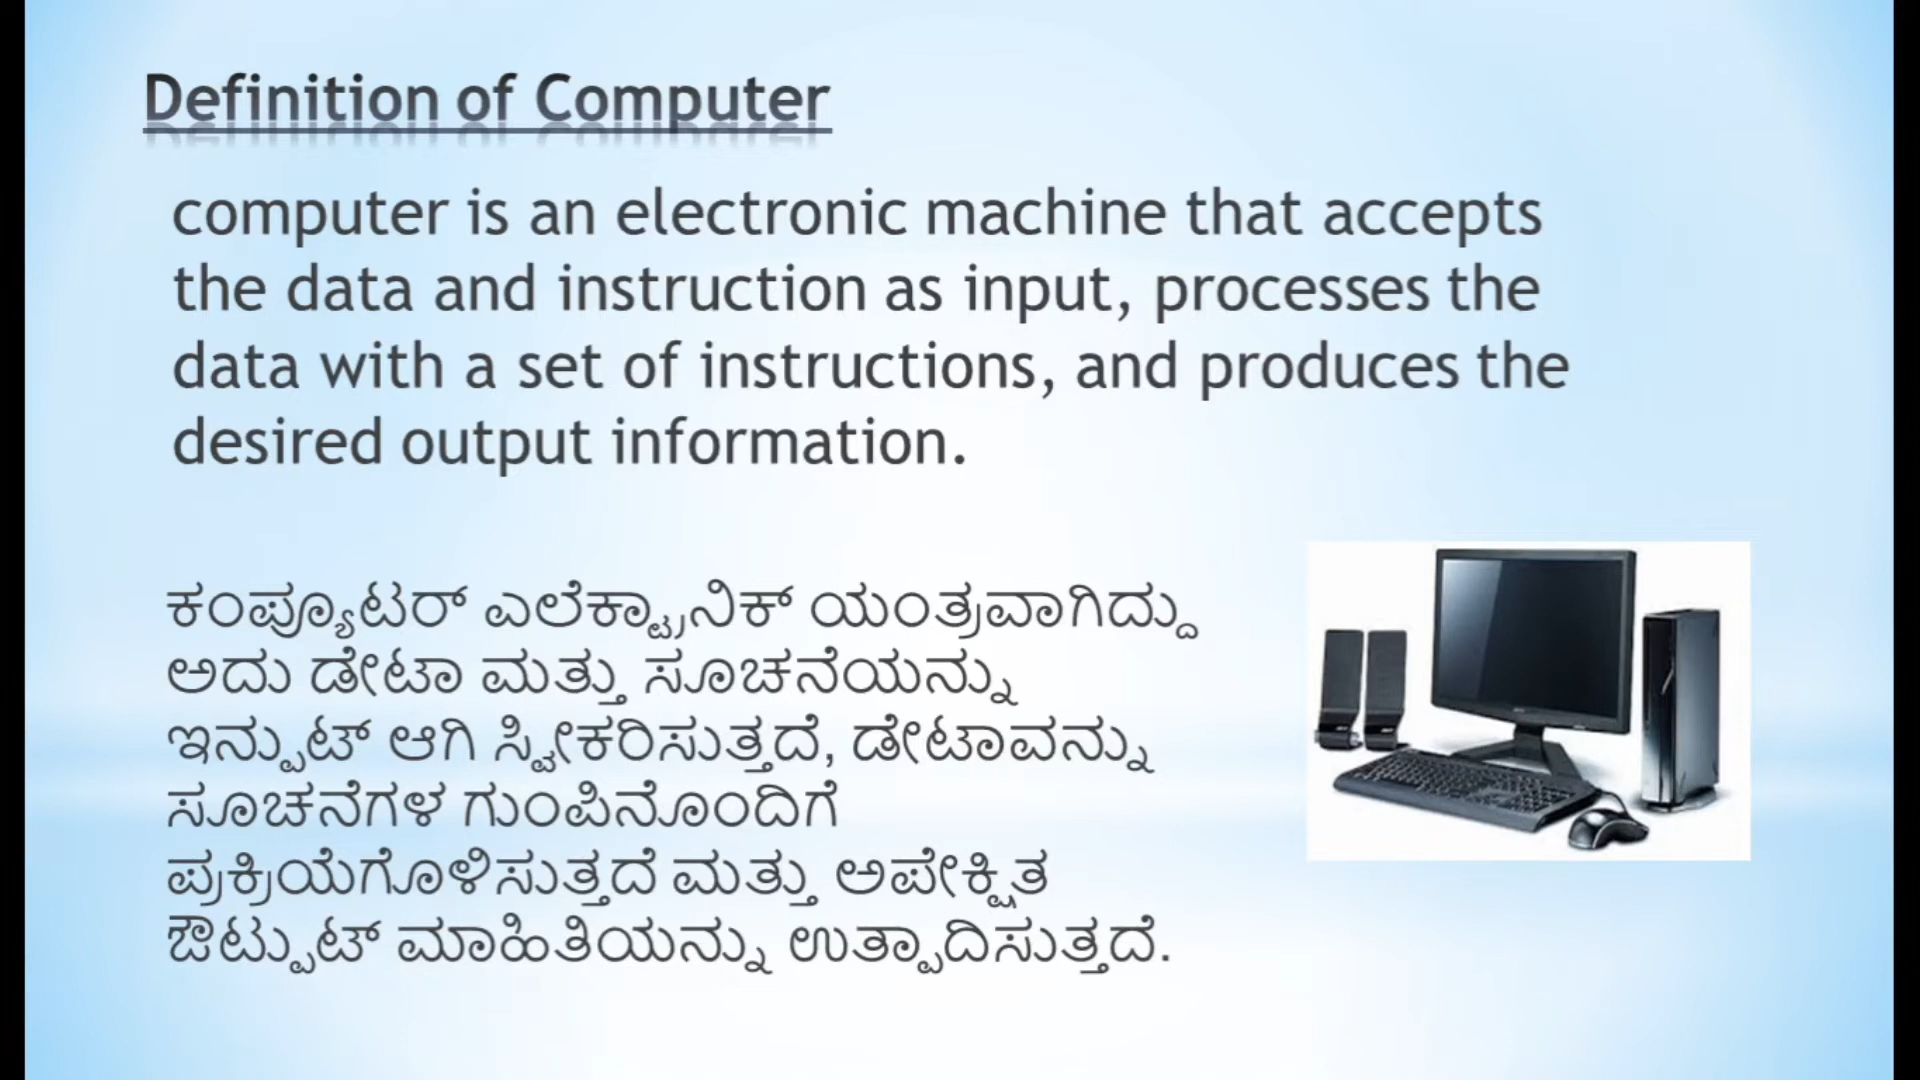 Definition of Computer
computer is an electronic machine that accepts
the data and instruction as input, processes the
data with a set of instructions, and produces the
desired output information.
ಕಂಪ್ಯೂಟರ್ ಎಲೆಕ್ಟ್ರಾನಿಕ್ ಯಂತ್ರವಾಗಿದ್ದು
ಅದು ಡೇಟಾ ಮತ್ತು ಸೂಚನೆಯನ್ನು
ಇನ್ಪುಟ್ ಆಗಿ ಸ್ವೀಕರಿಸುತ್ತದೆ, ಡೇಟಾವನ್ನು
ಸೂಚನೆಗಳ ಗುಂಪಿನೊಂದಿಗೆ
ಪ್ರಕ್ರಿಯೆಗೊಳಿಸುತ್ತದೆ ಮತ್ತು ಅಪೇಕ್ಷಿತ
ಔಟ್ಪುಟ್ ಮಾಹಿತಿಯನ್ನು ಉತ್ಪಾದಿಸುತ್ತದೆ.